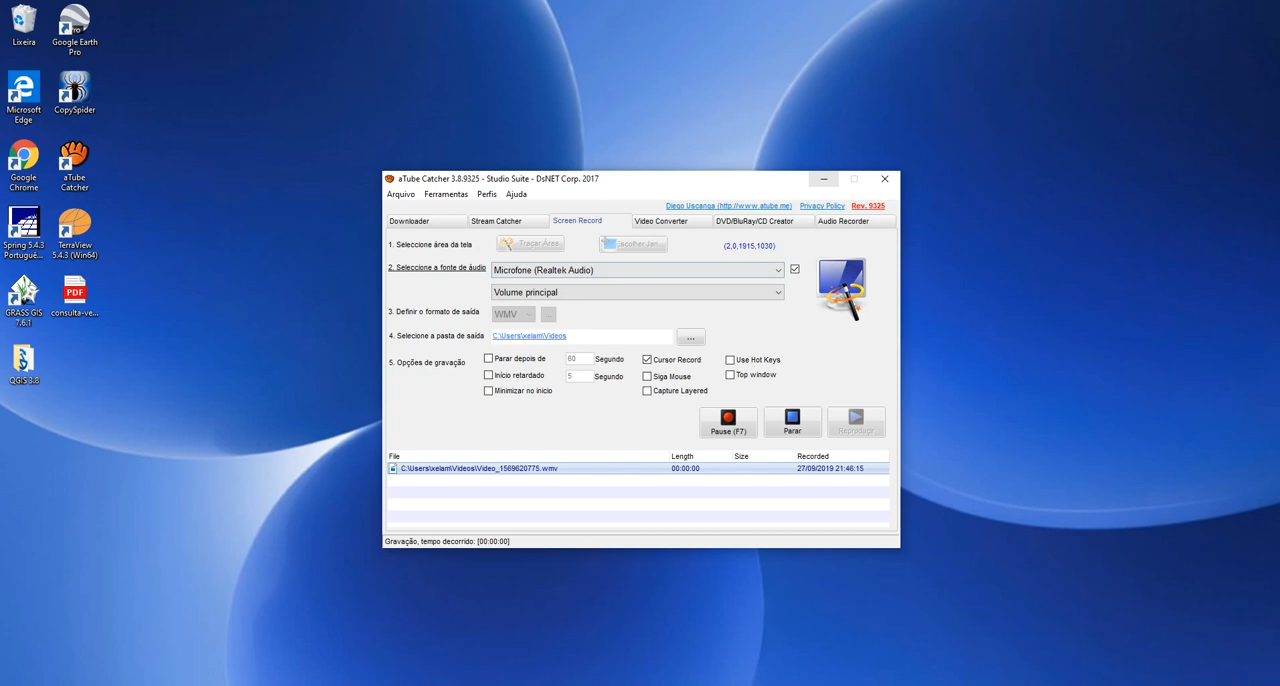 Lixeira
Google Earth
Pro
Microsoft
Edge
CopySpider
Google
Chrome
aTube
Catcher
Spring 5.4.3
Portugué...
TerraView
5.4.3 (Win64)
GRASS GIS
7.6.1
PDF
consulta-ve...
QGIS 3.8
aTube Catcher 3.8.9325 - Studio Suite - DsNET Corp. 2017
Arquivo Ferramentas Perfis Ajuda
Diego Uscanga (http://www.atube.me) Privacy Policy Rev. 9325
Downloader Stream Catcher Screen Record Video Converter DVD/BluRay/CD Creator Audio Recorder
1. Seleccione área da tela Traçar Área Escolher Jan... (2,0,1915,1030)
2. Seleccione a fonte de áudio Microfone (Realtek Audio)
Volume principal
3. Definir o formato de saída WMV ...
4. Selecione a pasta de saída C:\Users\xelam\Videos ...
5. Opções de gravação Parar depois de 60 Segundo Cursor Record Use Hot Keys
Início retardado 5 Segundo Siga Mouse Top window
Minimizar no início Capture Layered
Pause (F7) Parar Reproduzir
File Length Size Recorded
C:\Users\xelam\Videos\Video_1569620775.wmv 00:00:00 27/09/2019 21:46:15
Gravação, tempo decorrido: [00:00:00]